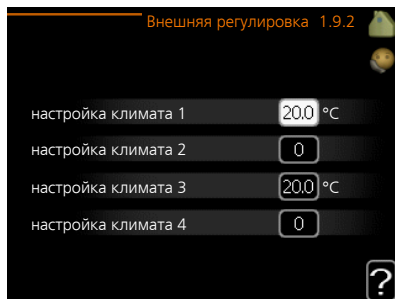 Внешняя регулировка 1.9.2
настройка климата 1 20.0 °C
настройка климата 2 0
настройка климата 3 20.0 °C
настройка климата 4 0
?